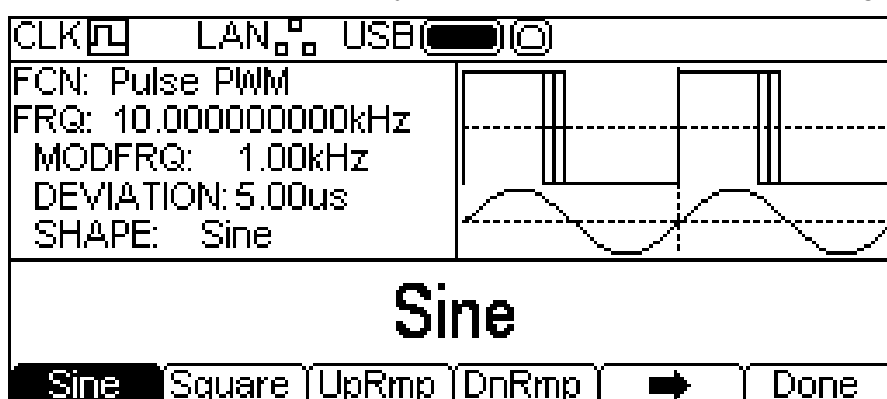 CLK LAN USB
FCN: Pulse PWM
FRQ: 10.000000000kHz
MODFRQ: 1.00kHz
DEVIATION: 5.00us
SHAPE: Sine
Sine
Sine Square UpRmp DnRmp Done